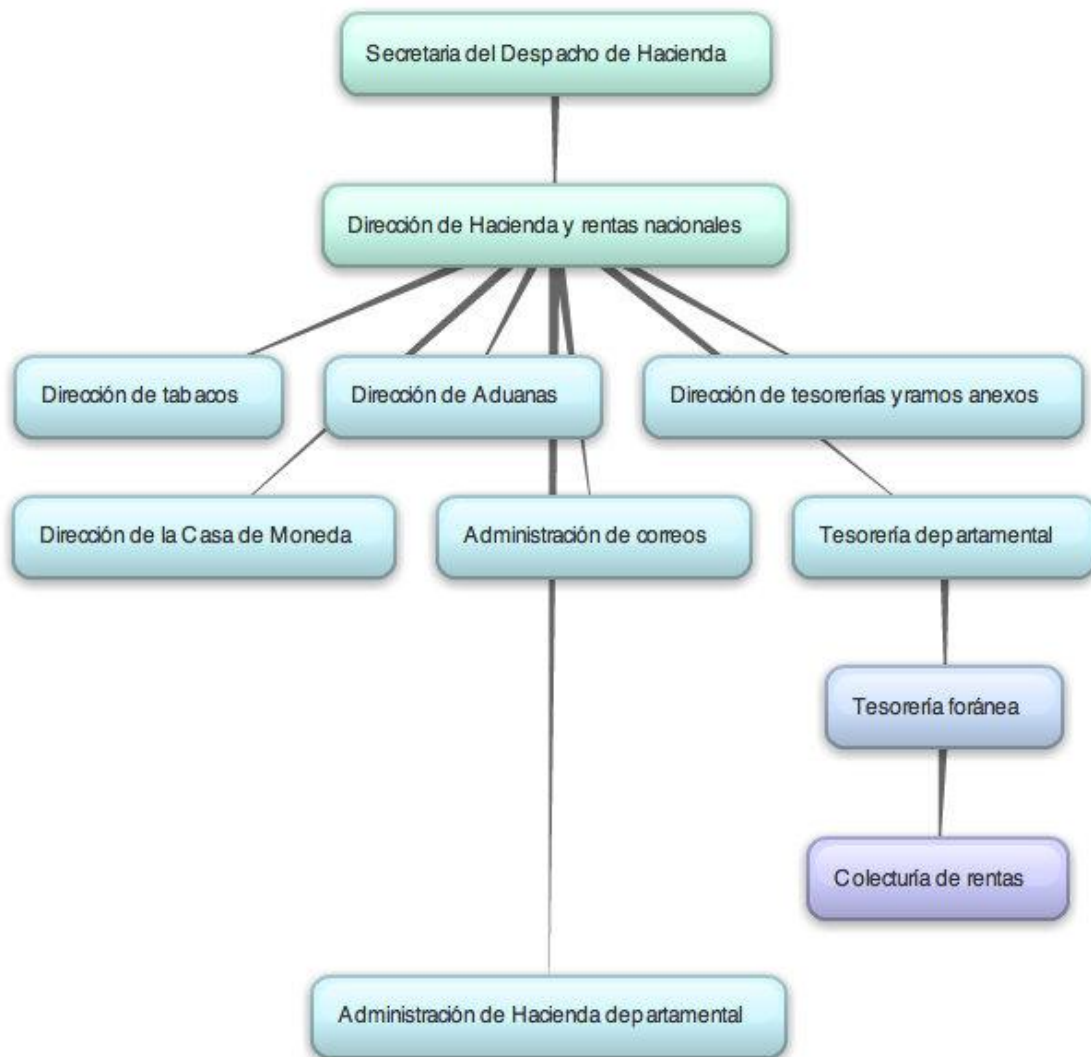 Secretaria del Despacho de Hacienda
Dirección de Hacienda y rentas nacionales
Dirección de tabacos
Dirección de Aduanas
Dirección de tesorerías y ramos anexos
Dirección de la Casa de Moneda
Administración de correos
Tesorería departamental
Tesorería foránea
Colecturía de rentas
Administración de Hacienda departamental